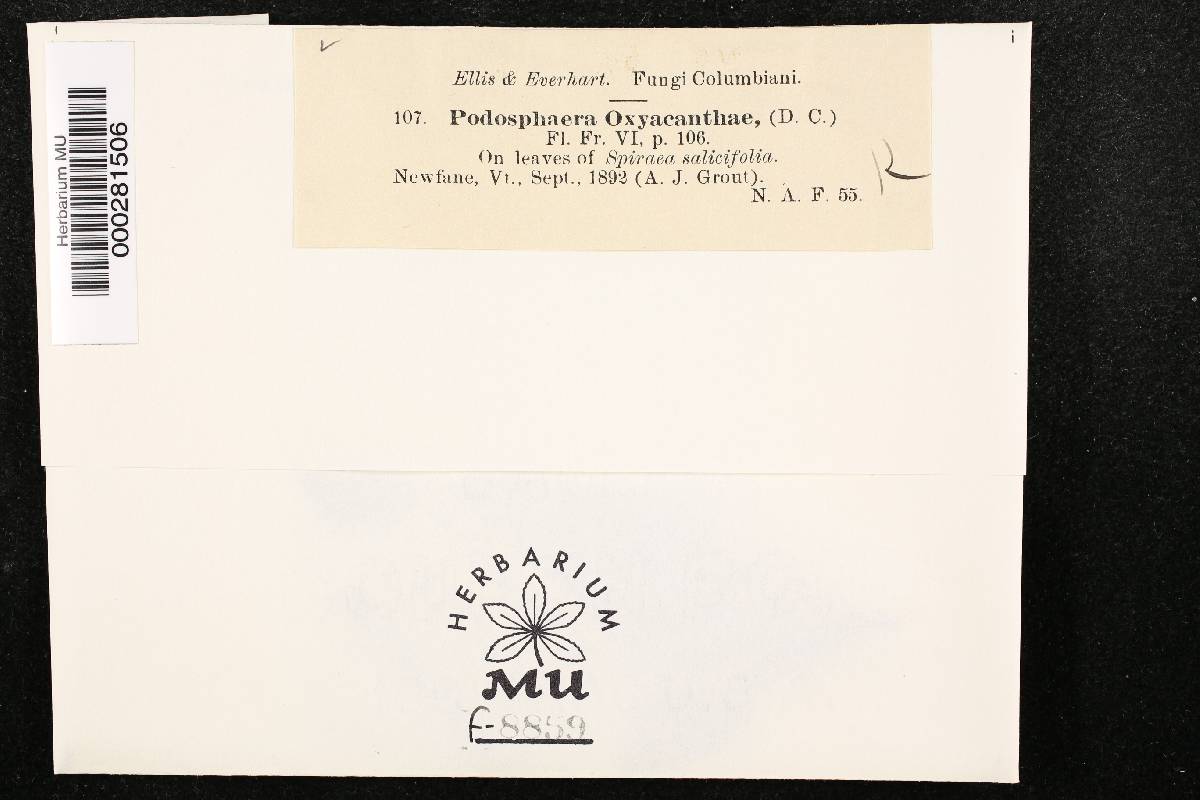 Ellis & Everhart. Fungi Columbiani.
107. Podosphaera Oxyacanthae, (D. C.)
Fl. Fr. VI, p. 106.
On leaves of Spiraea salicifolia.
Newfane, Vt., Sept., 1892 (A. J. Grout).
N. A. F. 55.
R
Herbarium MU
000281506
HERBARIUM
MU
F-8859